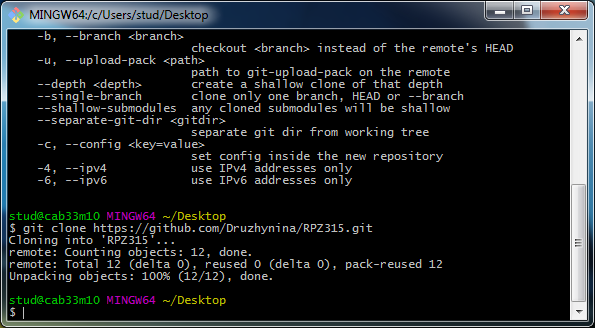 MINGW64:/c/Users/stud/Desktop
-b, --branch <branch>
checkout <branch> instead of the remote's HEAD
-u, --upload-pack <path>
path to git-upload-pack on the remote
--depth <depth> create a shallow clone of that depth
--single-branch clone only one branch, HEAD or --branch
--shallow-submodules any cloned submodules will be shallow
--separate-git-dir <gitdir>
separate git dir from working tree
-c, --config <key=value>
set config inside the new repository
-4, --ipv4 use IPv4 addresses only
-6, --ipv6 use IPv6 addresses only
stud@cab33m10 MINGW64 ~/Desktop
$ git clone https://github.com/Druzhynina/RPZ315.git
Cloning into 'RPZ315'...
remote: Counting objects: 12, done.
remote: Total 12 (delta 0), reused 0 (delta 0), pack-reused 12
Unpacking objects: 100% (12/12), done.
stud@cab33m10 MINGW64 ~/Desktop
$